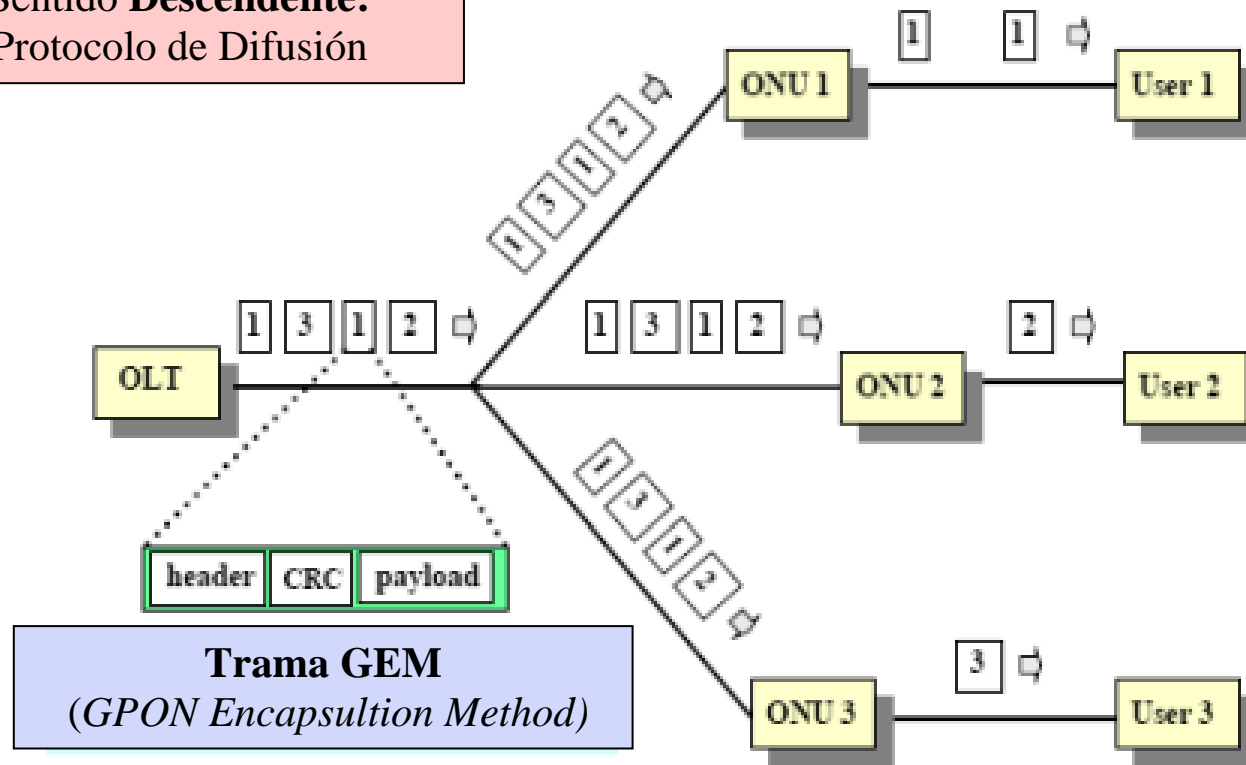 Sentido Descendente:
Protocolo de Difusión
1 1
ONU 1
User 1
1 3 1 2
1 3 1 2
1 3 1 2
2
OLT
ONU 2
User 2
1 3 1 2
header CRC payload
Trama GEM
(GPON Encapsultion Method)
3
ONU 3
User 3